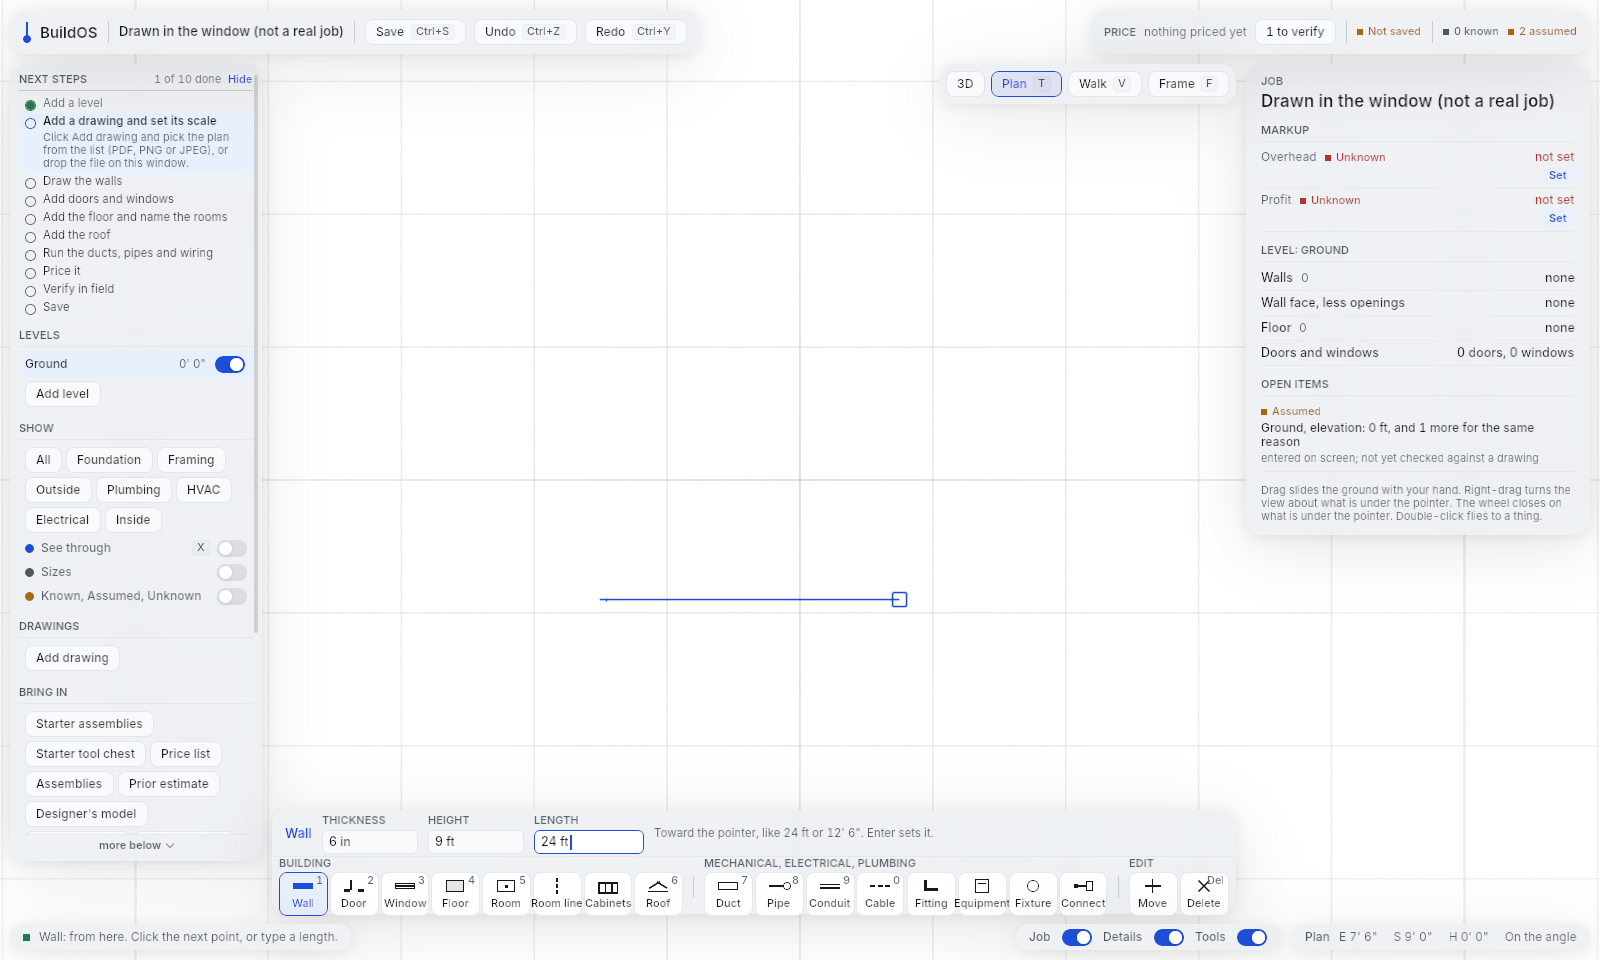 BuildOS
Drawn in the window (not a real job)
Save Ctrl+S
Undo Ctrl+Z
Redo Ctrl+Y
PRICE nothing priced yet
1 to verify
Not saved
0 known
2 assumed
NEXT STEPS 1 of 10 done Hide
Add a level
Add a drawing and set its scale
Click Add drawing and pick the plan
from the list (PDF, PNG or JPEG), or
drop the file on this window.
Draw the walls
Add doors and windows
Add the floor and name the rooms
Add the roof
Run the ducts, pipes and wiring
Price it
Verify in field
Save
LEVELS
Ground 0' 0"
Add level
SHOW
All Foundation Framing
Outside Plumbing HVAC
Electrical Inside
See through X
Sizes
Known, Assumed, Unknown
DRAWINGS
Add drawing
BRING IN
Starter assemblies
Starter tool chest Price list
Assemblies Prior estimate
Designer's model
more below
3D
Plan T
Walk V
Frame F
JOB
Drawn in the window (not a real job)
MARKUP
Overhead Unknown not set
Set
Profit Unknown not set
Set
LEVEL: GROUND
Walls 0 none
Wall face, less openings none
Floor 0 none
Doors and windows 0 doors, 0 windows
OPEN ITEMS
Assumed
Ground, elevation: 0 ft, and 1 more for the same
reason
entered on screen; not yet checked against a drawing
Drag slides the ground with your hand. Right-drag turns the
view about what is under the pointer. The wheel closes on
what is under the pointer. Double-click flies to a thing.
THICKNESS HEIGHT LENGTH
Wall 6 in 9 ft 24 ft Toward the pointer, like 24 ft or 12' 6". Enter sets it.
BUILDING MECHANICAL, ELECTRICAL, PLUMBING EDIT
1 2 3 4 5 6 7 8 9 0 Del
Wall Door Window Floor Room Room line Cabinets Roof Duct Pipe Conduit Cable Fitting Equipment Fixture Connect Move Delete
Wall: from here. Click the next point, or type a length.
Job Details Tools
Plan E 7' 6" S 9' 0" H 0' 0" On the angle